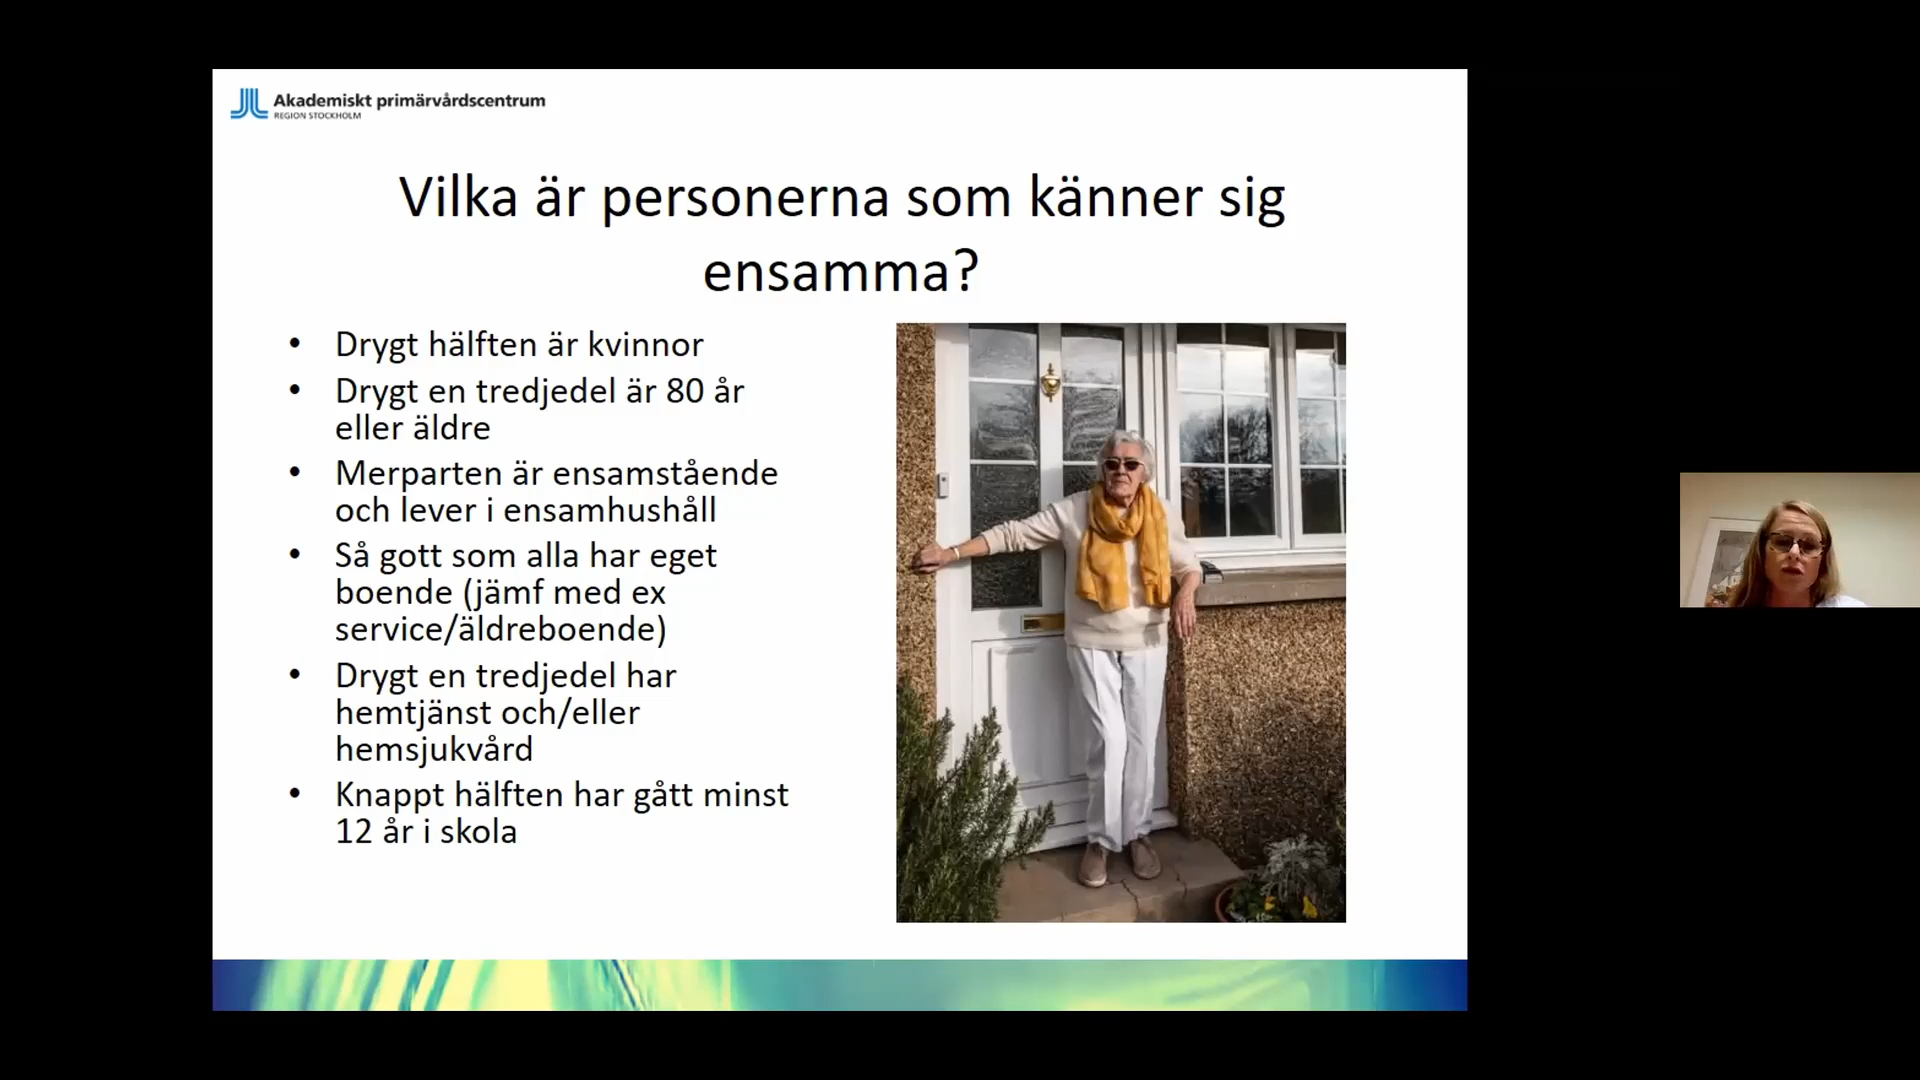 Akademiskt primärvårdscentrum
REGION STOCKHOLM
Vilka är personerna som känner sig
ensamma?
• Drygt hälften är kvinnor
• Drygt en tredjedel är 80 år
eller äldre
• Merparten är ensamstående
och lever i ensamhushåll
• Så gott som alla har eget
boende (jämf med ex
service/äldreboende)
• Drygt en tredjedel har
hemtjänst och/eller
hemsjukvård
• Knappt hälften har gått minst
12 år i skola